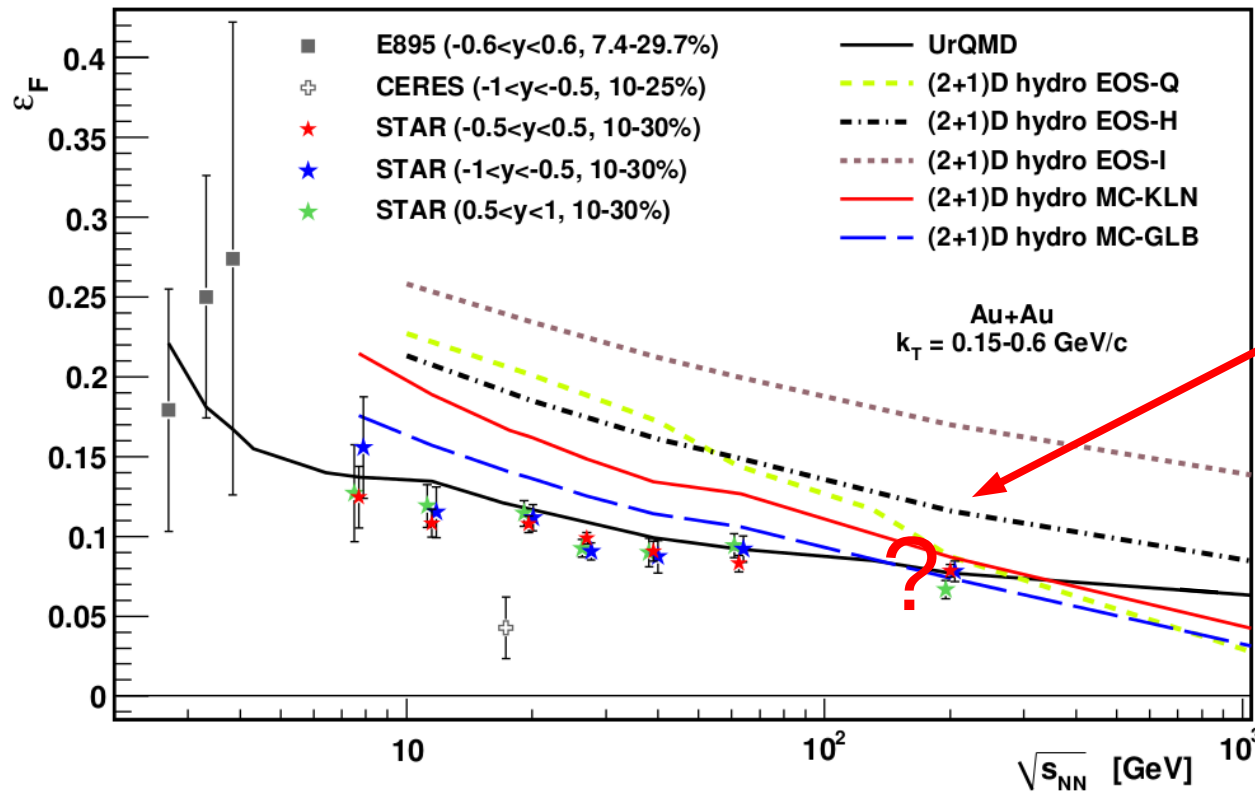 E895 (-0.6<y<0.6, 7.4-29.7%)
CERES (-1<y<-0.5, 10-25%)
STAR (-0.5<y<0.5, 10-30%)
STAR (-1<y<-0.5, 10-30%)
STAR (0.5<y<1, 10-30%)
UrQMD
(2+1)D hydro EOS-Q
(2+1)D hydro EOS-H
(2+1)D hydro EOS-I
(2+1)D hydro MC-KLN
(2+1)D hydro MC-GLB
Au+Au
k_T = 0.15-0.6 GeV/c
?
ε_F
0.4
0.35
0.3
0.25
0.2
0.15
0.1
0.05
0
10
10²
10³
√s_NN [GeV]